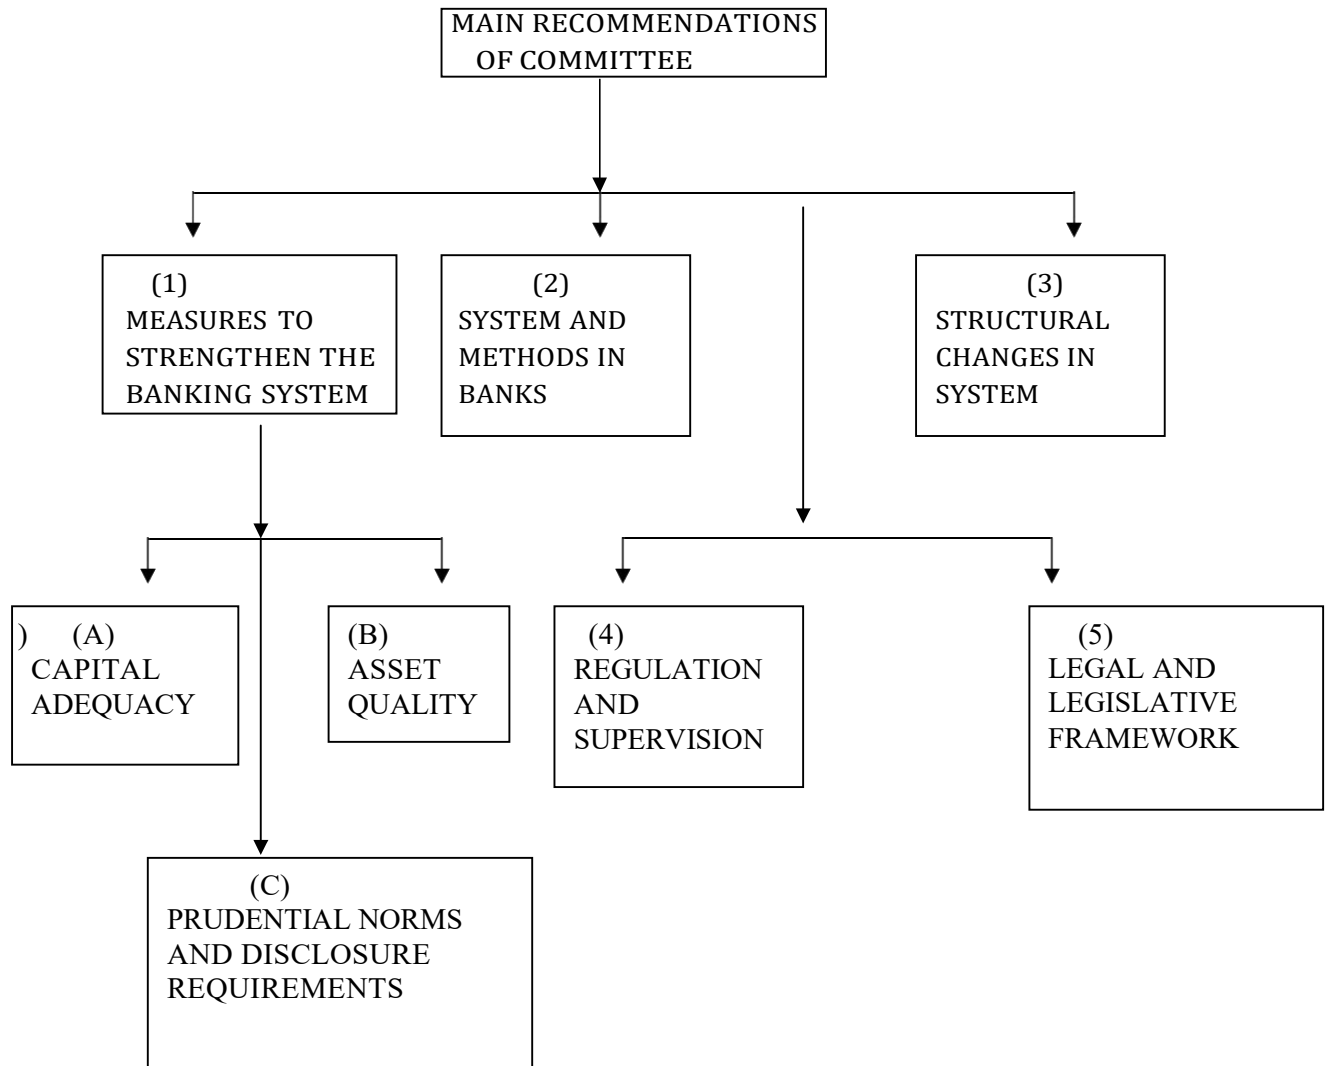 MAIN RECOMMENDATIONS
OF COMMITTEE
(1)
MEASURES TO
STRENGTHEN THE
BANKING SYSTEM
(2)
SYSTEM AND
METHODS IN
BANKS
(3)
STRUCTURAL
CHANGES IN
SYSTEM
) (A)
CAPITAL
ADEQUACY
(B)
ASSET
QUALITY
(4)
REGULATION
AND
SUPERVISION
(5)
LEGAL AND
LEGISLATIVE
FRAMEWORK
(C)
PRUDENTIAL NORMS
AND DISCLOSURE
REQUIREMENTS